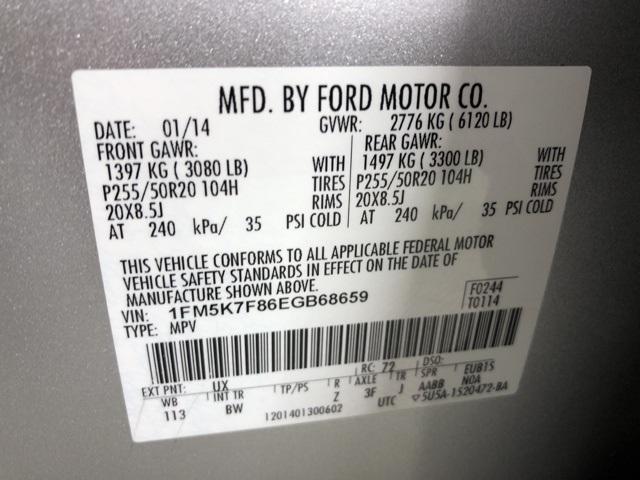 MFD. BY FORD MOTOR CO.
DATE: 01/14 GVWR: 2776 KG ( 6120 LB)
FRONT GAWR: REAR GAWR:
1397 KG ( 3080 LB) WITH 1497 KG ( 3300 LB) WITH
P255/50R20 104H TIRES P255/50R20 104H TIRES
20X8.5J RIMS 20X8.5J RIMS
AT 240 kPa/ 35 PSI COLD AT 240 kPa/ 35 PSI COLD
THIS VEHICLE CONFORMS TO ALL APPLICABLE FEDERAL MOTOR
VEHICLE SAFETY STANDARDS IN EFFECT ON THE DATE OF
MANUFACTURE SHOWN ABOVE.
VIN: 1FM5K7F86EGB68659 F0244
TYPE: MPV T0114
EXT PNT: UX RC: 72 DSO:
WB INT TR TP/PS R AXLE TR SPR EUB15
113 BW Z 3F J AABB NOA
1201401300602 UTC ▽5U5A-1520472-BA